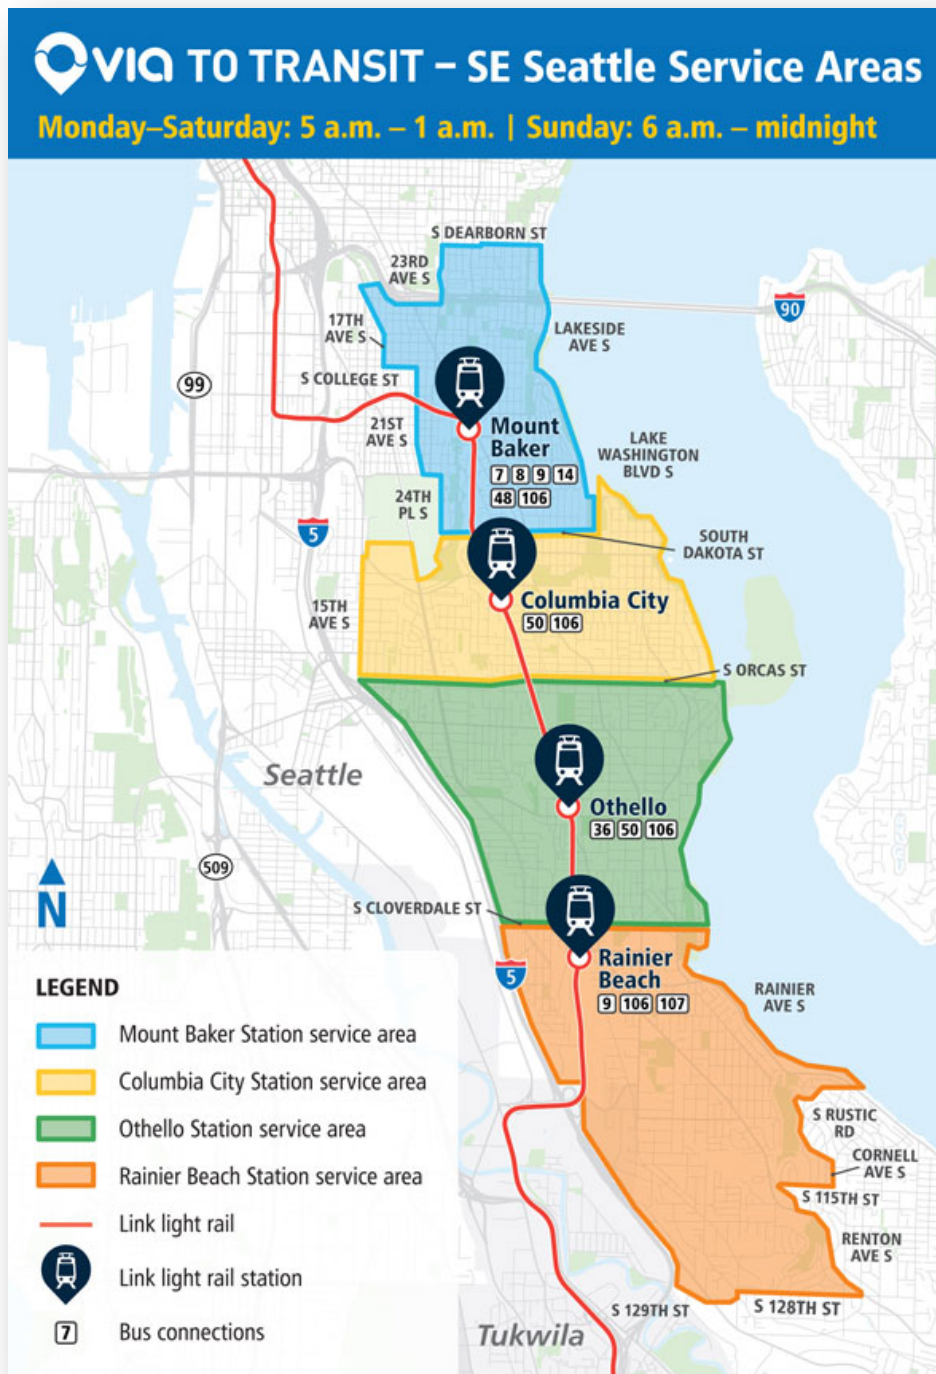 via TO TRANSIT – SE Seattle Service Areas
Monday–Saturday: 5 a.m. – 1 a.m. | Sunday: 6 a.m. – midnight
S DEARBORN ST
23RD
AVE S
90
17TH
AVE S
LAKESIDE
AVE S
99
S COLLEGE ST
21ST
AVE S
Mount
Baker
7 8 9 14
48 106
LAKE
WASHINGTON
BLVD S
24TH
PL S
5
SOUTH
DAKOTA ST
15TH
AVE S
Columbia City
50 106
S ORCAS ST
Seattle
Othello
36 50 106
509
N
S CLOVERDALE ST
5
Rainier
Beach
9 106 107
RAINIER
AVE S
S RUSTIC
RD
CORNELL
AVE S
S 115TH ST
RENTON
AVE S
S 129TH ST
S 128TH ST
Tukwila
LEGEND
Mount Baker Station service area
Columbia City Station service area
Othello Station service area
Rainier Beach Station service area
Link light rail
Link light rail station
7 Bus connections